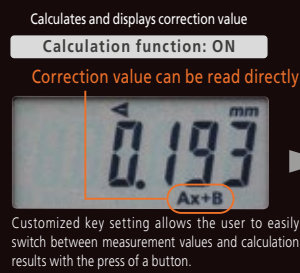 Calculates and displays correction value
Calculation function: ON
Correction value can be read directly
mm
0.193
Ax+B
Customized key setting allows the user to easily
switch between measurement values and calculation
results with the press of a button.